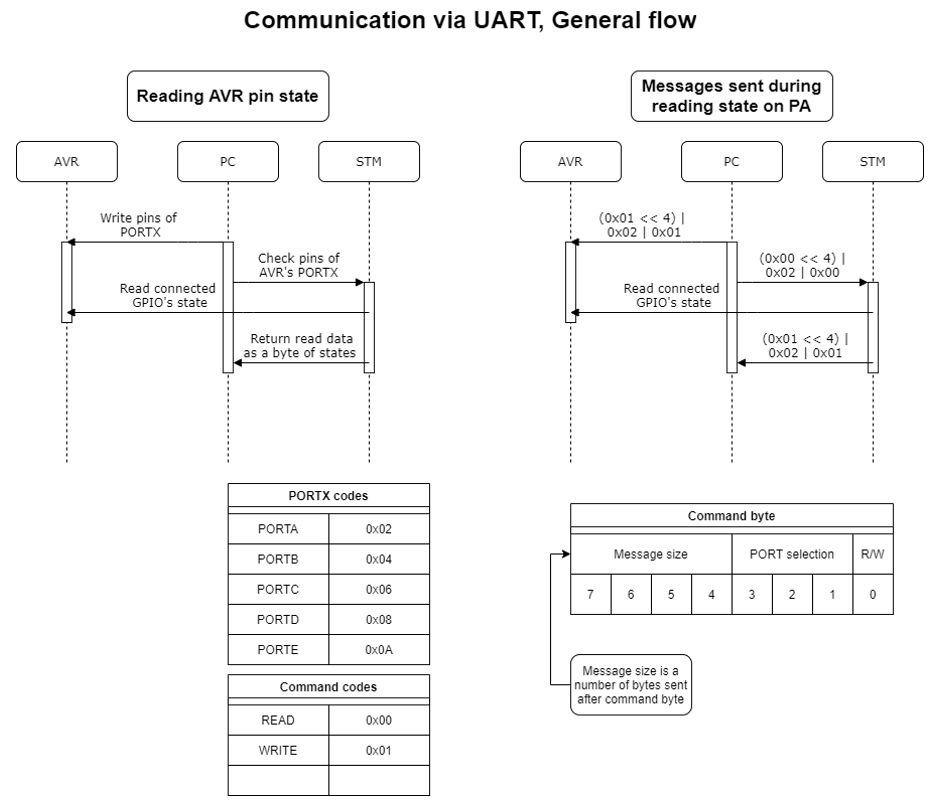 Communication via UART, General flow
Reading AVR pin state
AVR
PC
STM
Write pins of
PORTX
Check pins of
AVR's PORTX
Read connected
GPIO's state
Return read data
as a byte of states
Messages sent during
reading state on PA
AVR
PC
STM
(0x01 << 4) |
0x02 | 0x01
(0x00 << 4) |
0x02 | 0x00
Read connected
GPIO's state
(0x01 << 4) |
0x02 | 0x01
PORTX codes
PORTA 0x02
PORTB 0x04
PORTC 0x06
PORTD 0x08
PORTE 0x0A
Command codes
READ 0x00
WRITE 0x01
Command byte
Message size PORT selection R/W
7 6 5 4 3 2 1 0
Message size is a
number of bytes sent
after command byte